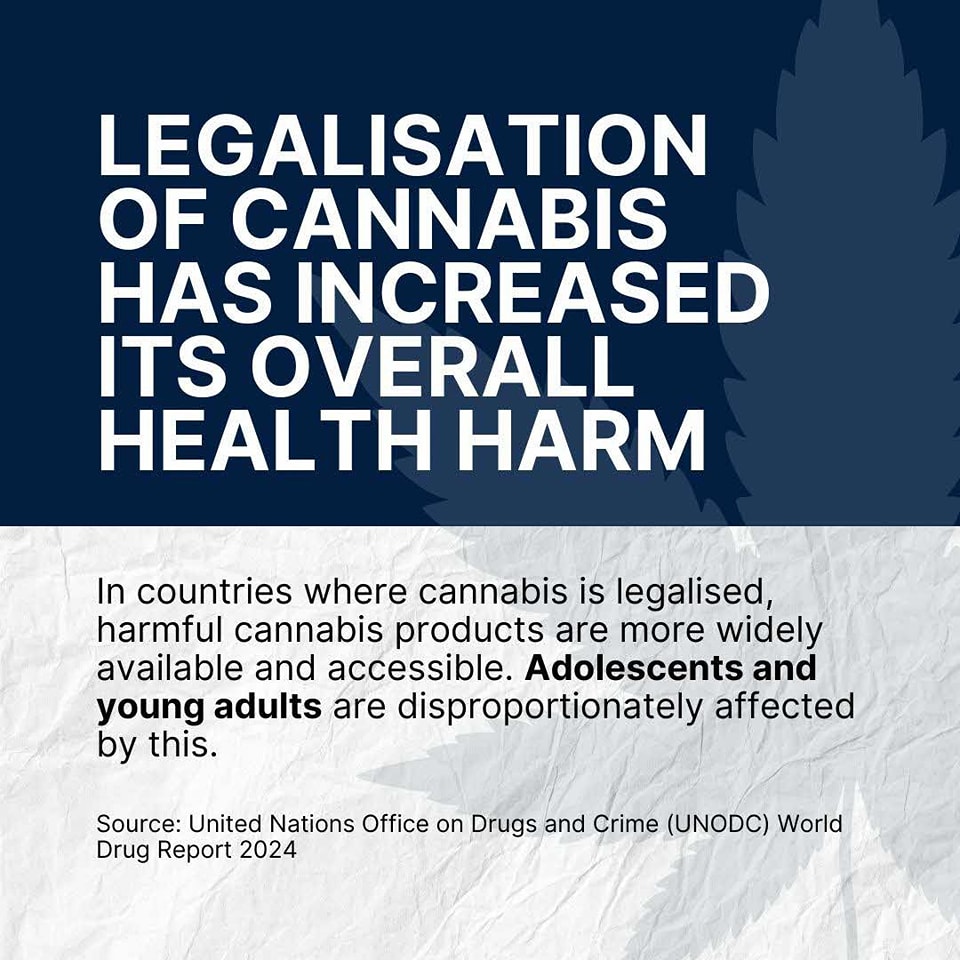 LEGALISATION
OF CANNABIS
HAS INCREASED
ITS OVERALL
HEALTH HARM
In countries where cannabis is legalised,
harmful cannabis products are more widely
available and accessible. Adolescents and
young adults are disproportionately affected
by this.
Source: United Nations Office on Drugs and Crime (UNODC) World
Drug Report 2024